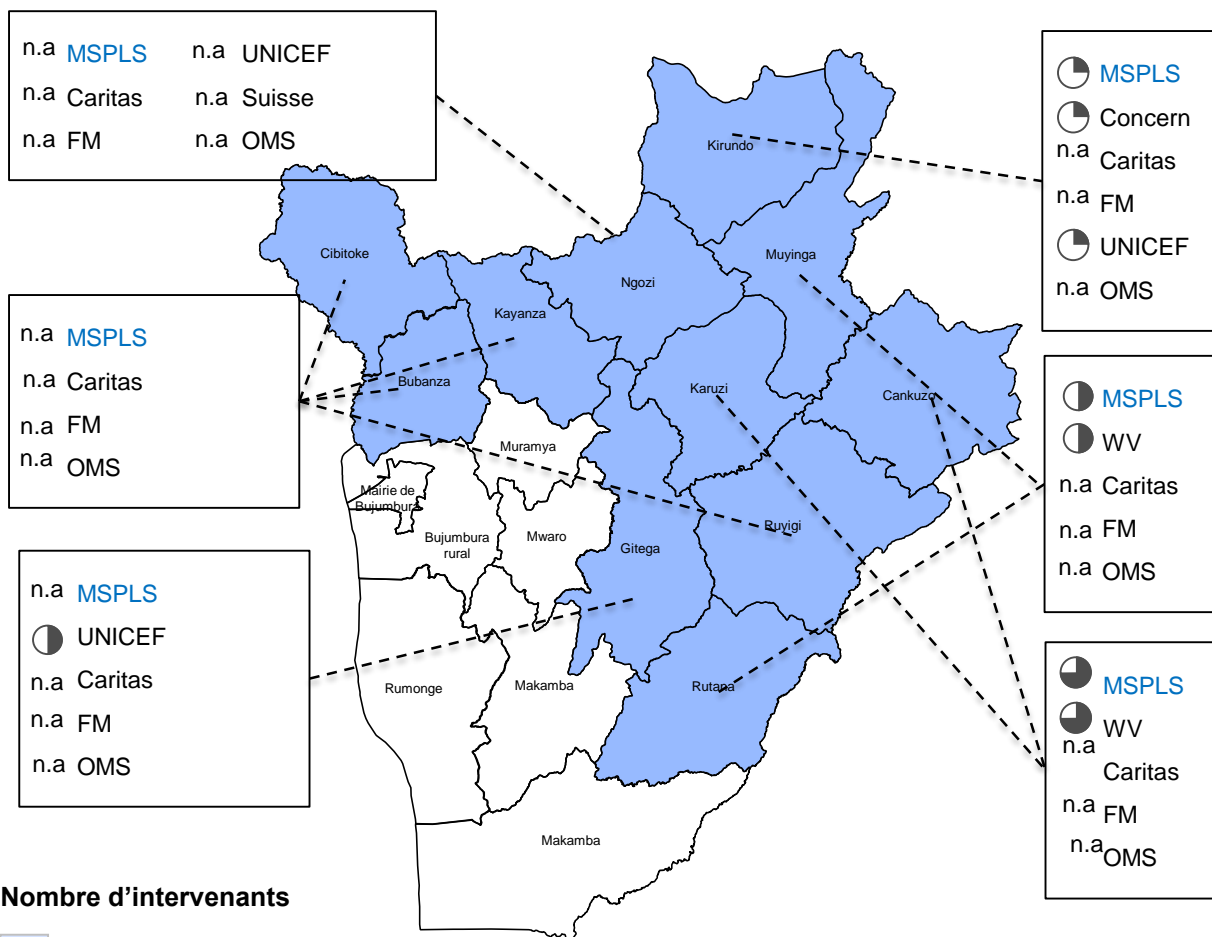 n.a MSPLS n.a UNICEF
n.a Caritas n.a Suisse
n.a FM n.a OMS
MSPLS
Concern
n.a Caritas
n.a FM
UNICEF
n.a OMS
n.a MSPLS
n.a Caritas
n.a FM
n.a OMS
MSPLS
WV
n.a Caritas
n.a FM
n.a OMS
n.a MSPLS
UNICEF
n.a Caritas
n.a FM
n.a OMS
MSPLS
WV
n.a Caritas
n.a FM
n.a OMS
Kirundo
Cibitoke
Muyinga
Ngozi
Kayanza
Bubanza
Karuzi
Cankuzo
Muramya
Mairie de
Bujumbura
Bujumbura
rural
Mwaro
Gitega
Ruyigi
Rumonge
Makamba
Rutana
Makamba
Nombre d’intervenants